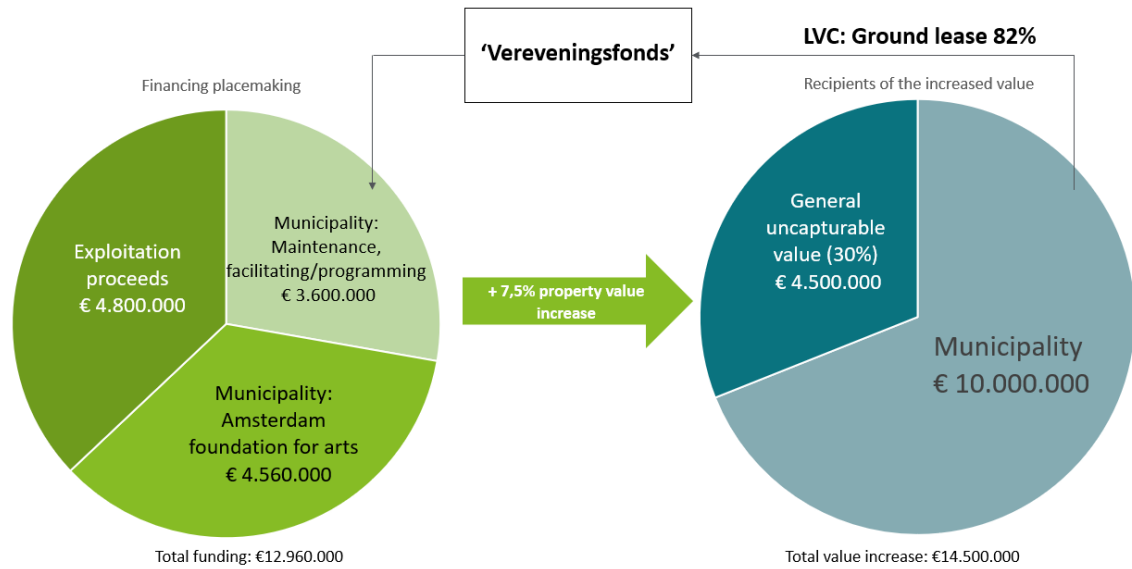 'Vereveningsfonds'
LVC: Ground lease 82%
Financing placemaking
Recipients of the increased value
Exploitation
proceeds
€ 4.800.000
Municipality:
Maintenance,
facilitating/programming
€ 3.600.000
Municipality:
Amsterdam
foundation for arts
€ 4.560.000
Total funding: €12.960.000
+ 7,5% property value
increase
General
uncapturable
value (30%)
€ 4.500.000
Municipality
€ 10.000.000
Total value increase: €14.500.000